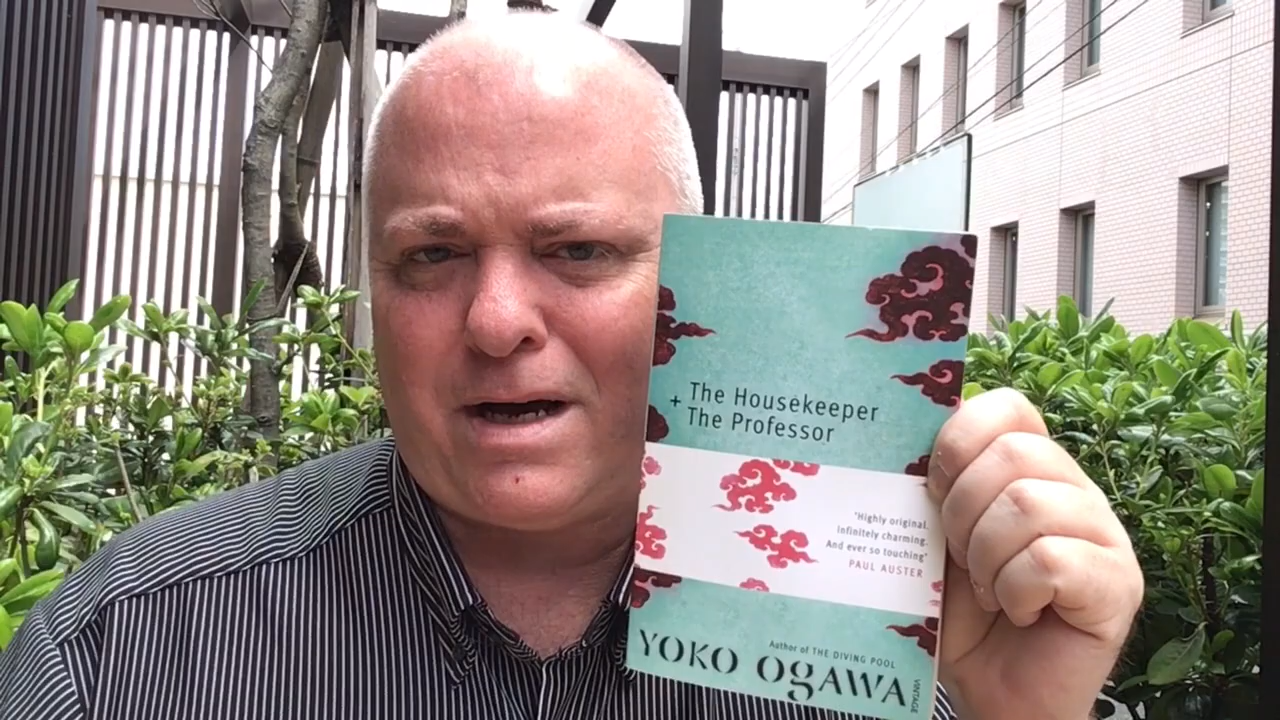 The Housekeeper
+ The Professor
"Highly original.
Infinitely charming.
And ever so touching"
PAUL AUSTER
Author of THE DIVING POOL
YOKO OGAWA
VINTAGE